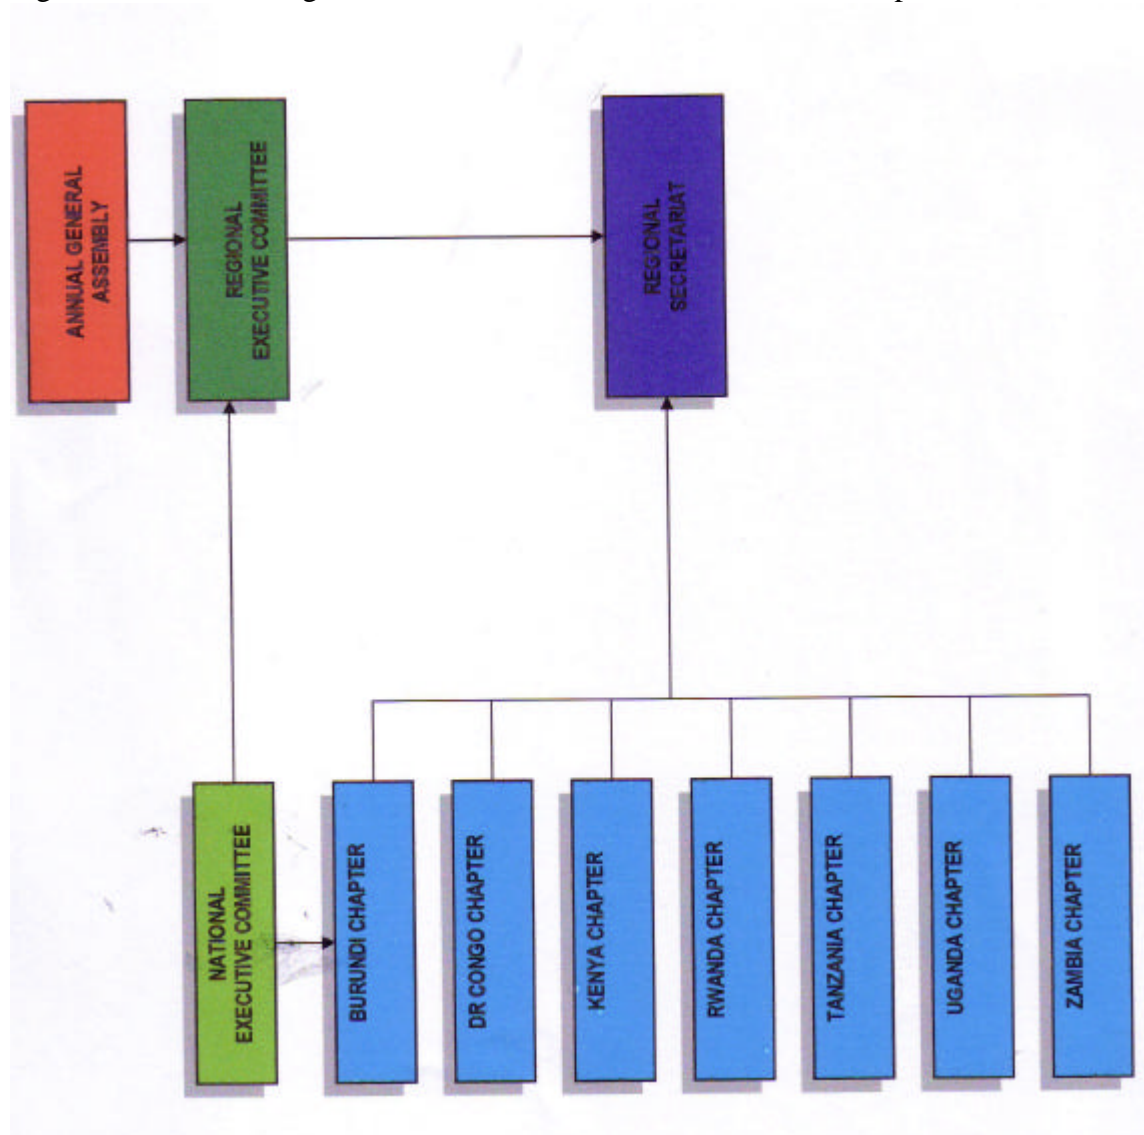 ANNUAL GENERAL
ASSEMBLY
REGIONAL
EXECUTIVE COMMITTEE
REGIONAL
SECRETARIAT
NATIONAL
EXECUTIVE COMMITTEE
BURUNDI CHAPTER
DR CONGO CHAPTER
KENYA CHAPTER
RWANDA CHAPTER
TANZANIA CHAPTER
UGANDA CHAPTER
ZAMBIA CHAPTER